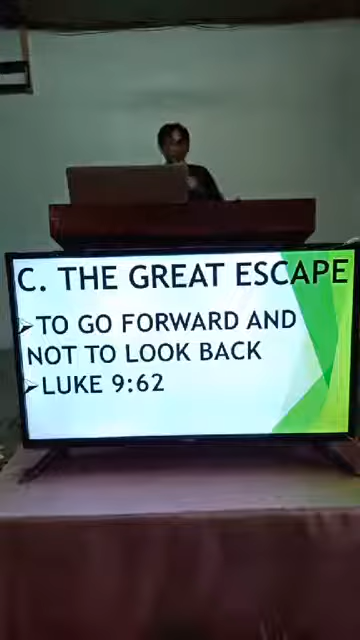 C. THE GREAT ESCAPE
➢TO GO FORWARD AND
NOT TO LOOK BACK
➢LUKE 9:62